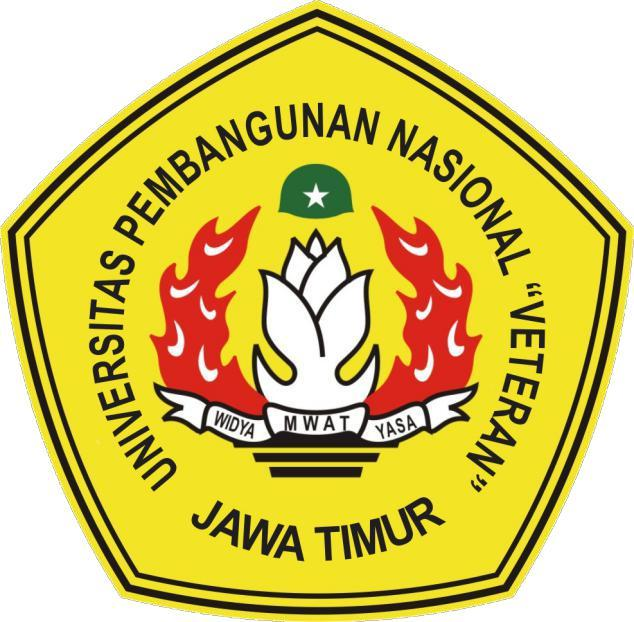 UNIVERSITAS PEMBANGUNAN NASIONAL “VETERAN”
WIDYA MWAT YASA
JAWA TIMUR